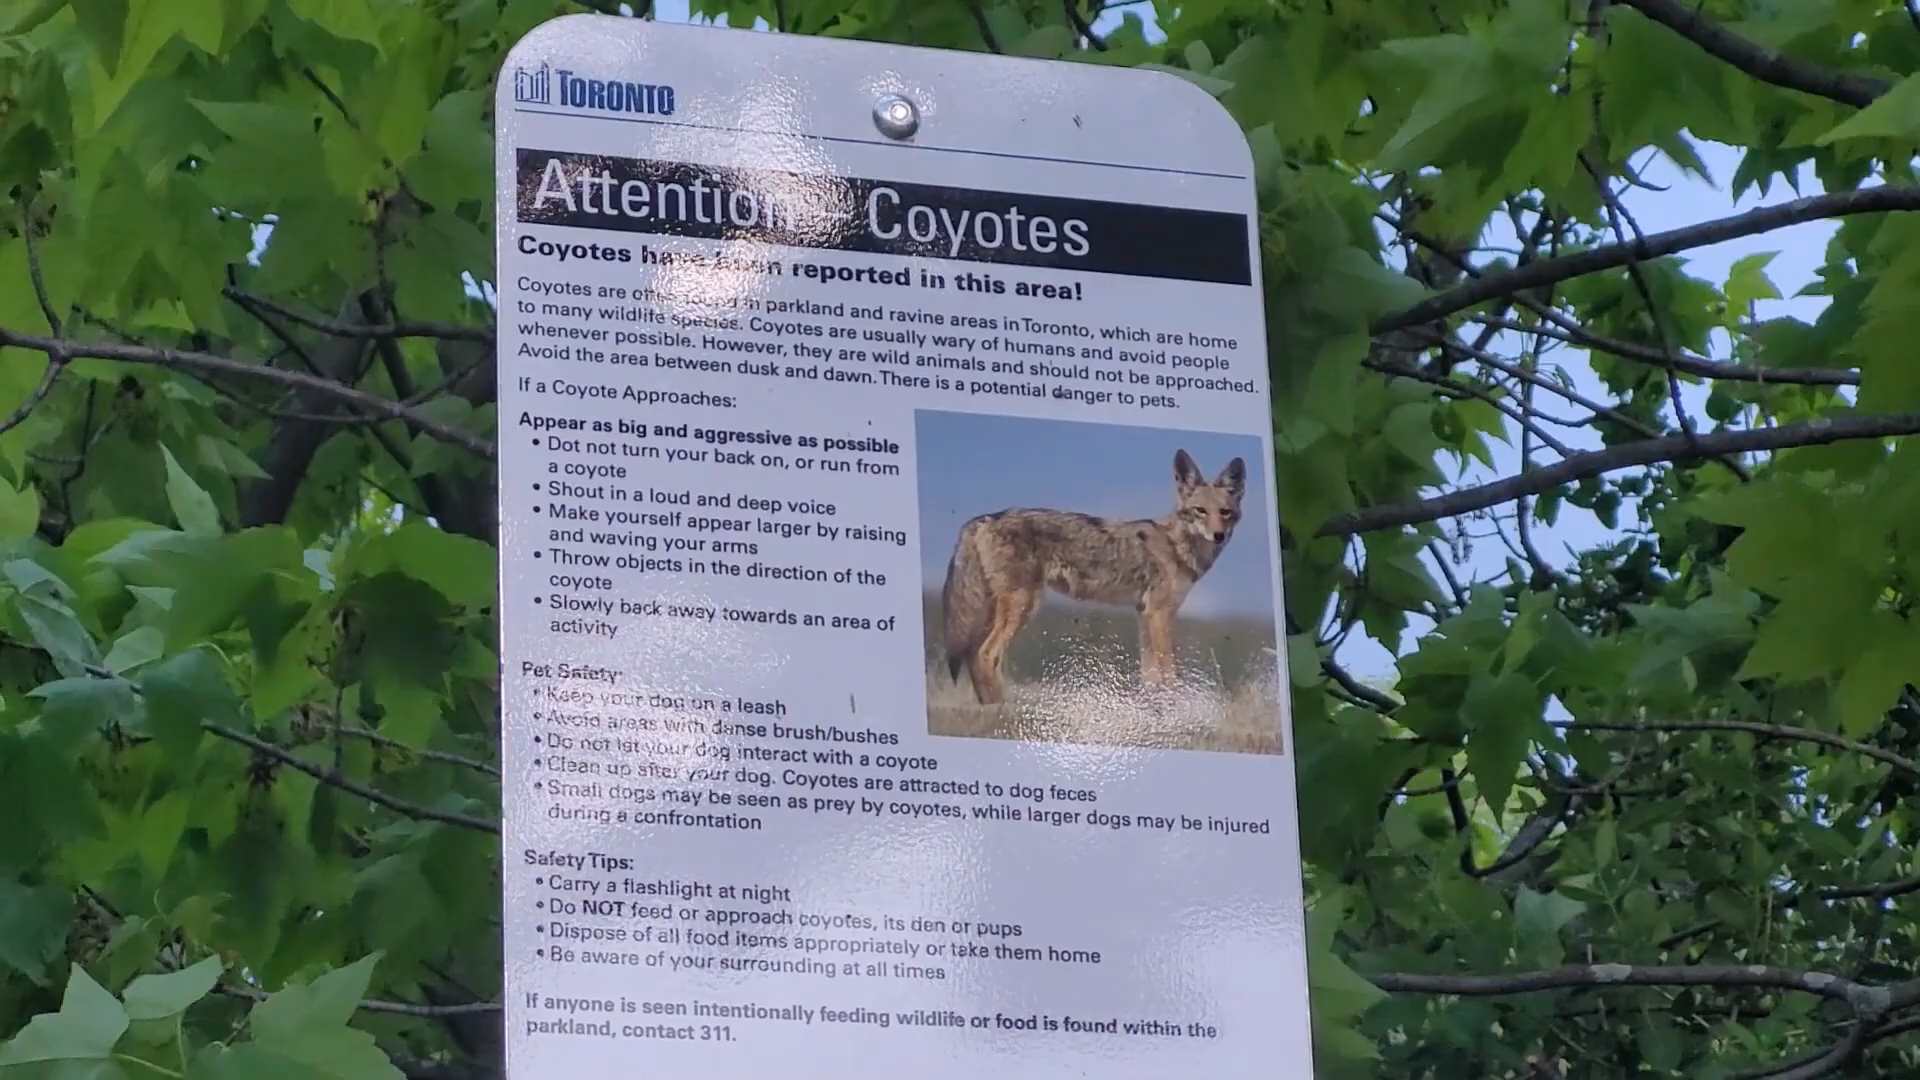 TORONTO
Attention – Coyotes
Coyotes have been reported in this area!
Coyotes are often found in parkland and ravine areas in Toronto, which are home
to many wildlife species. Coyotes are usually wary of humans and avoid people
whenever possible. However, they are wild animals and should not be approached.
Avoid the area between dusk and dawn. There is a potential danger to pets.
If a Coyote Approaches:
Appear as big and aggressive as possible
• Dot not turn your back on, or run from
a coyote
• Shout in a loud and deep voice
• Make yourself appear larger by raising
and waving your arms
• Throw objects in the direction of the
coyote
• Slowly back away towards an area of
activity
Pet Safety:
• Keep your dog on a leash
• Avoid areas with dense brush/bushes
• Do not let your dog interact with a coyote
• Clean up after your dog. Coyotes are attracted to dog feces
• Small dogs may be seen as prey by coyotes, while larger dogs may be injured
during a confrontation
Safety Tips:
• Carry a flashlight at night
• Do NOT feed or approach coyotes, its den or pups
• Dispose of all food items appropriately or take them home
• Be aware of your surrounding at all times
If anyone is seen intentionally feeding wildlife or food is found within the
parkland, contact 311.